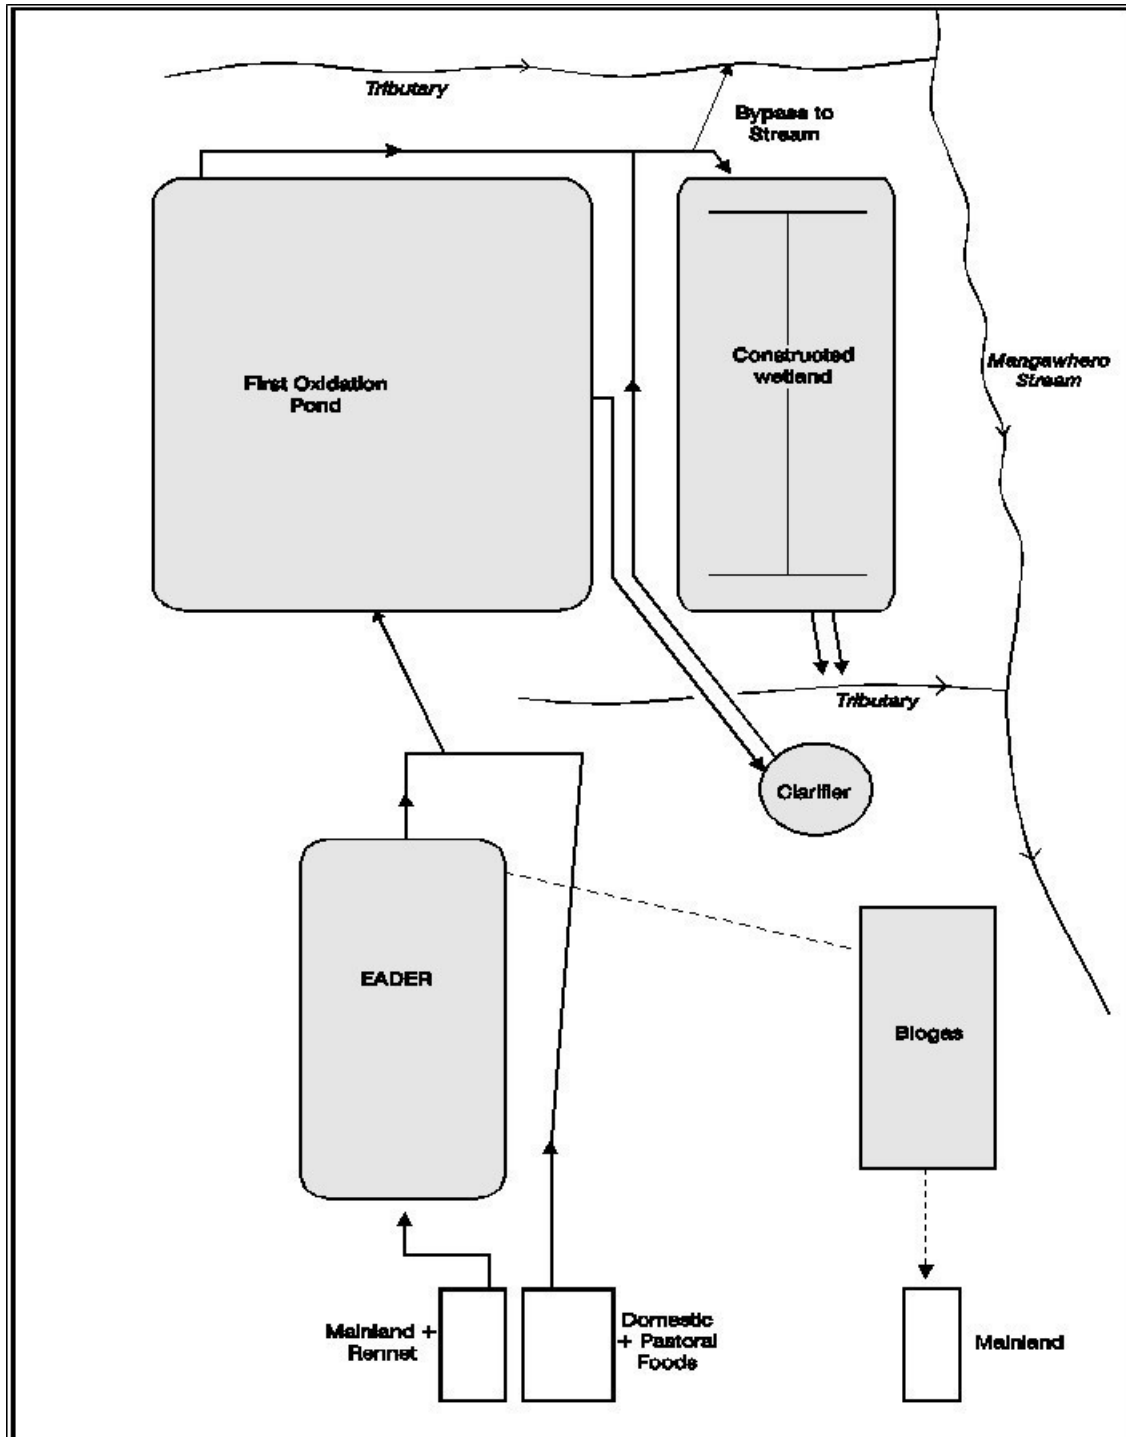 Tributary
Bypass to
Stream
First Oxidation
Pond
Constructed
wetland
Mangawhero
Stream
Tributary
Clarifier
EADER
Biogas
Mainland +
Rennet
Domestic
+ Pastoral
Foods
Mainland